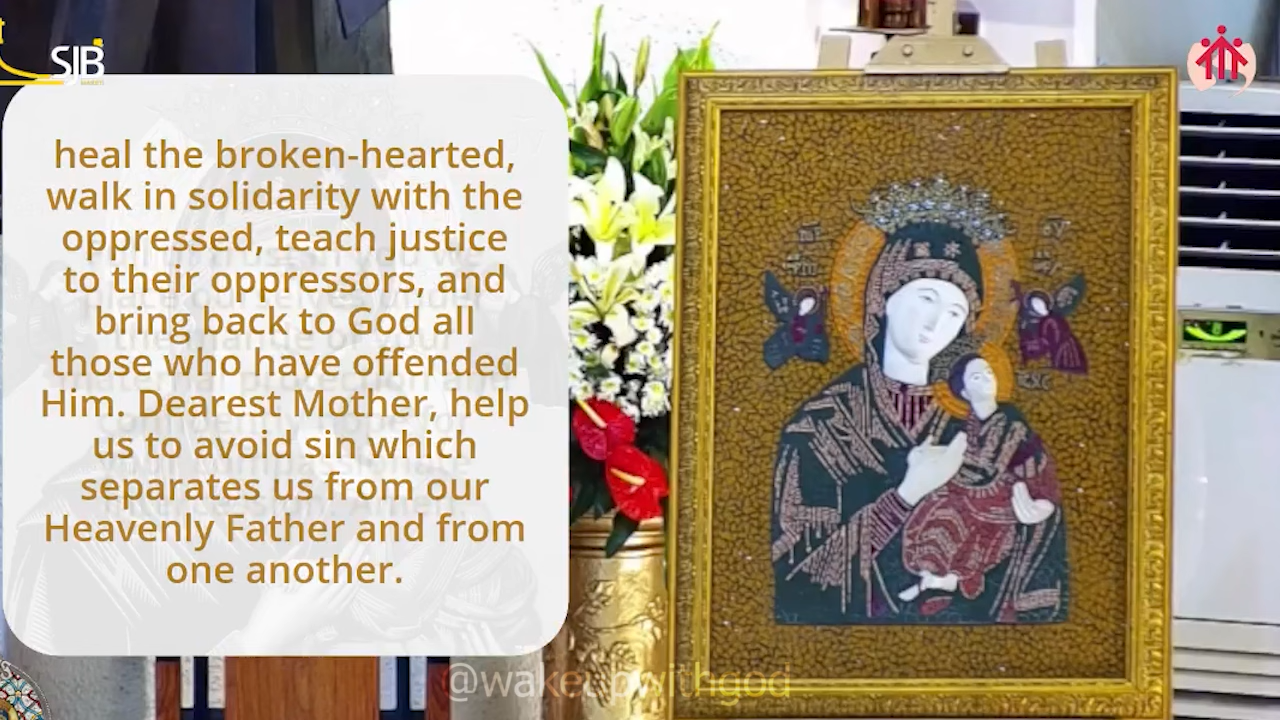 SJB
heal the broken-hearted,
walk in solidarity with the
oppressed, teach justice
to their oppressors, and
bring back to God all
those who have offended
Him. Dearest Mother, help
us to avoid sin which
separates us from our
Heavenly Father and from
one another.
@wakeupwithgod